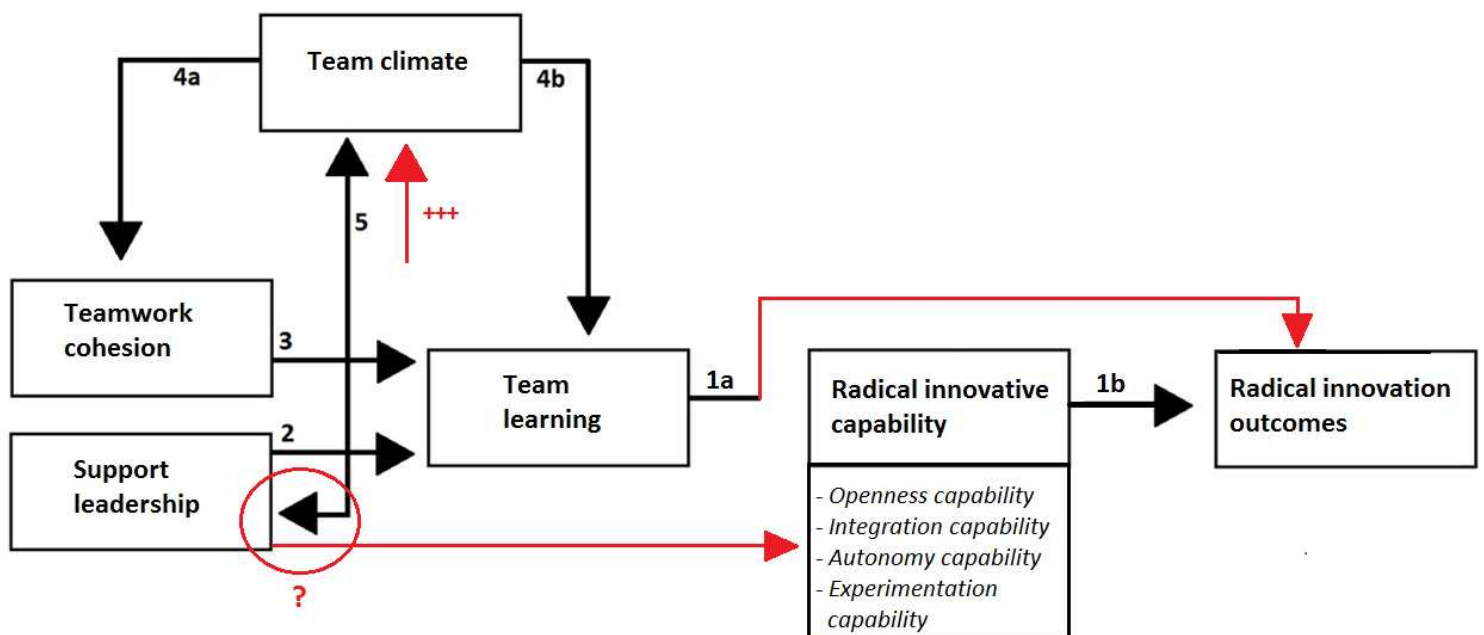 Team climate
4a
4b
5
+++
Teamwork
cohesion
3
Team
learning
1a
Radical innovative
capability
1b
Radical innovation
outcomes
2
Support
leadership
- Openness capability
- Integration capability
- Autonomy capability
- Experimentation
capability
?